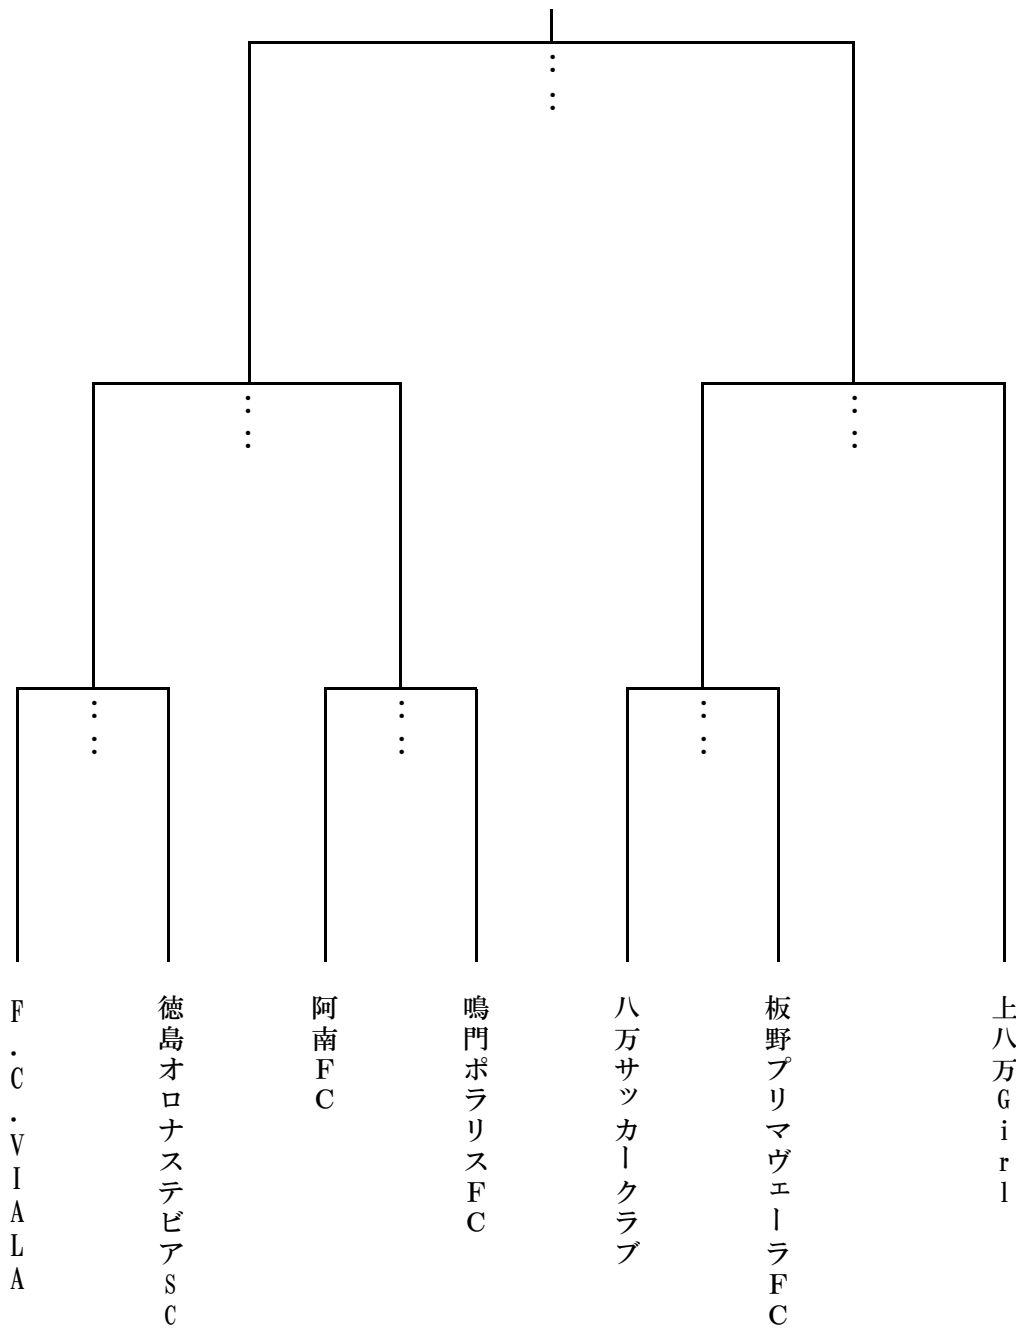 F.C.VIALA
徳島オロナステビアSC
阿南FC
鳴門ポラリスFC
八万サッカークラブ
板野プリマヴェーラFC
上八万Girl